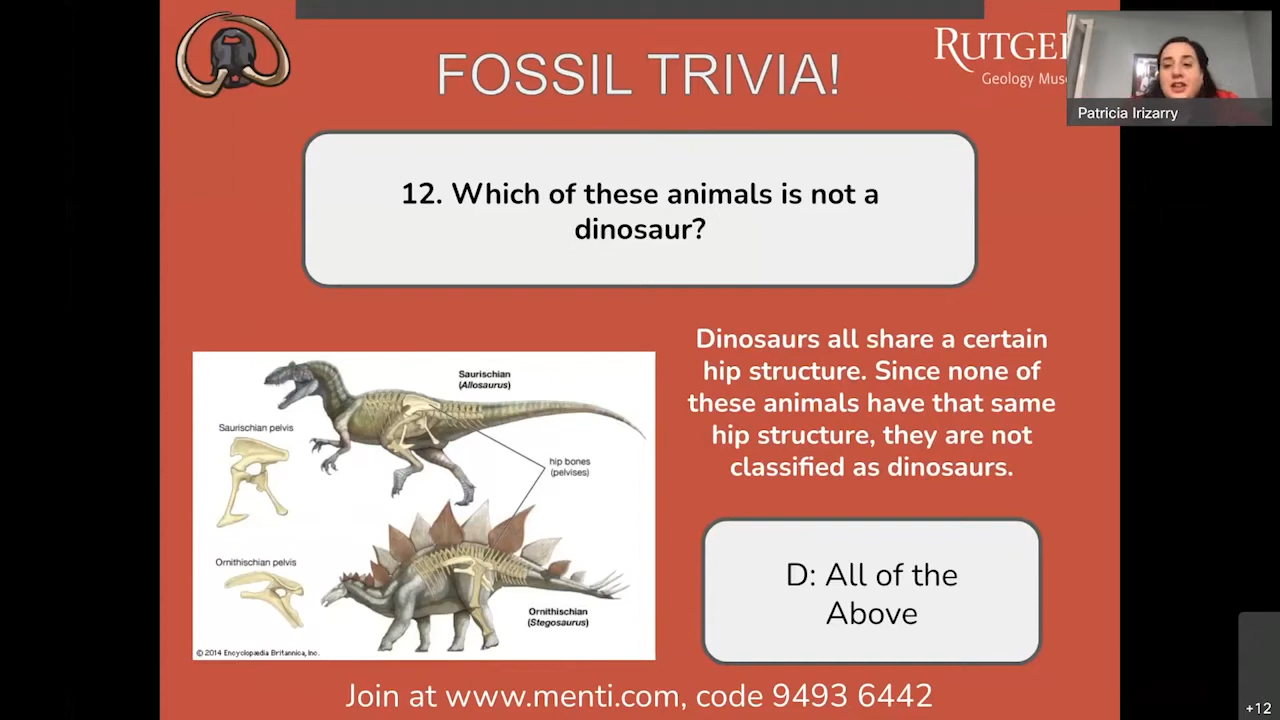 FOSSIL TRIVIA!
RUTGE
Geology Mus
Patricia Irizarry
12. Which of these animals is not a
dinosaur?
Dinosaurs all share a certain
hip structure. Since none of
these animals have that same
hip structure, they are not
classified as dinosaurs.
Saurischian
(Allosaurus)
Saurischian pelvis
hip bones
(pelvises)
Ornithischian pelvis
Ornithischian
(Stegosaurus)
© 2014 Encyclopædia Britannica, Inc.
D: All of the
Above
Join at www.menti.com, code 9493 6442
+12